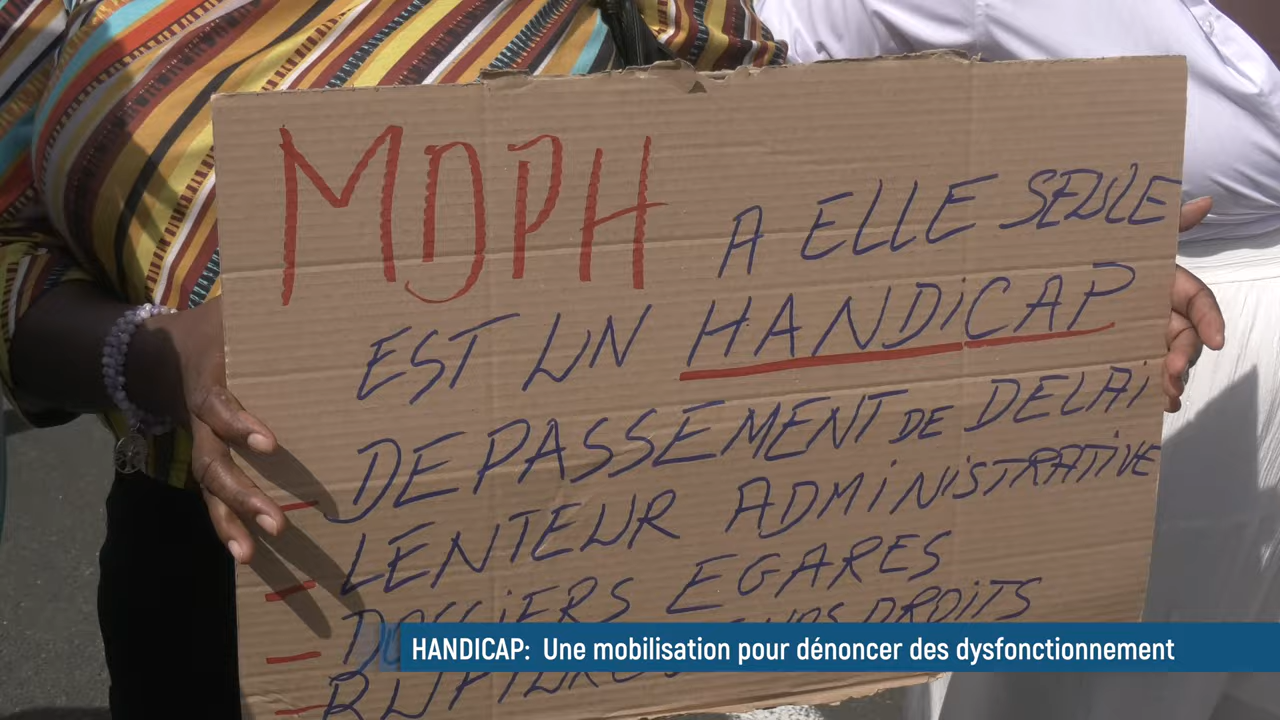 MDPH A ELLE SEULE
EST UN HANDiCAP
- DEPASSEMENT DE DELAi
- LENTEUR ADMiNiSTRATiVE
- DOSSiERS EGARES
- DROiTS
HANDICAP: Une mobilisation pour dénoncer des dysfonctionnement